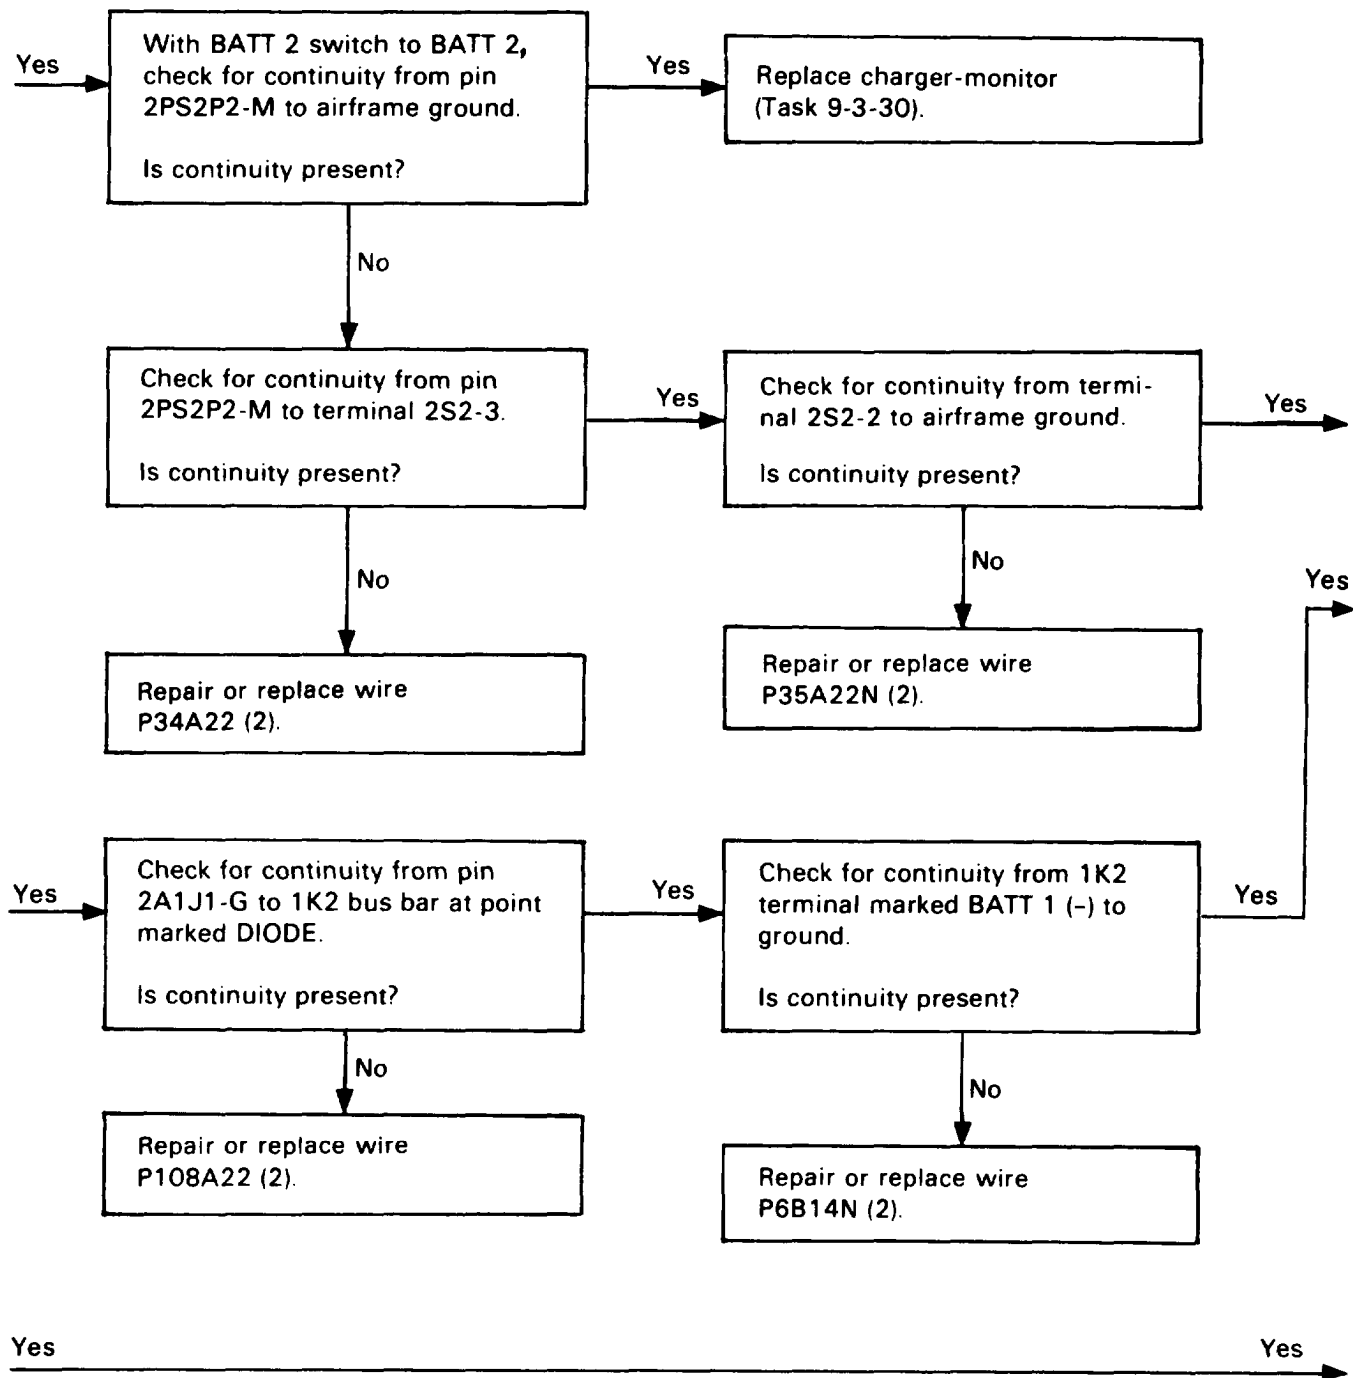 Yes
With BATT 2 switch to BATT 2,
check for continuity from pin
2PS2P2-M to airframe ground.
Is continuity present?
Yes
Replace charger-monitor
(Task 9-3-30).
No
Check for continuity from pin
2PS2P2-M to terminal 2S2-3.
Is continuity present?
Yes
Check for continuity from termi-
nal 2S2-2 to airframe ground.
Is continuity present?
Yes
No
No
Yes
Repair or replace wire
P34A22 (2).
Repair or replace wire
P35A22N (2).
Yes
Check for continuity from pin
2A1J1-G to 1K2 bus bar at point
marked DIODE.
Is continuity present?
Yes
Check for continuity from 1K2
terminal marked BATT 1 (–) to
ground.
Is continuity present?
Yes
No
No
Repair or replace wire
P108A22 (2).
Repair or replace wire
P6B14N (2).
Yes
Yes